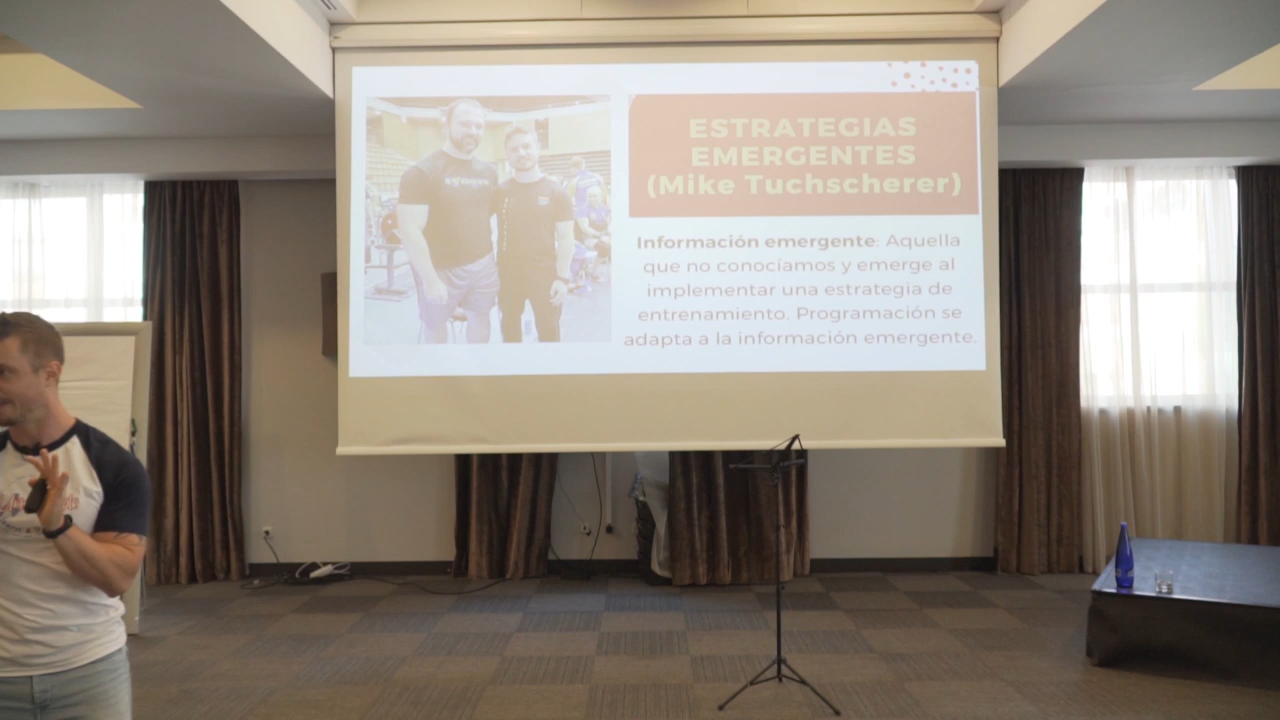 ESTRATEGIAS
EMERGENTES
(Mike Tuchscherer)
Información emergente: Aquella
que no conocíamos y emerge al
implementar una estrategia de
entrenamiento. Programación se
adapta a la información emergente.